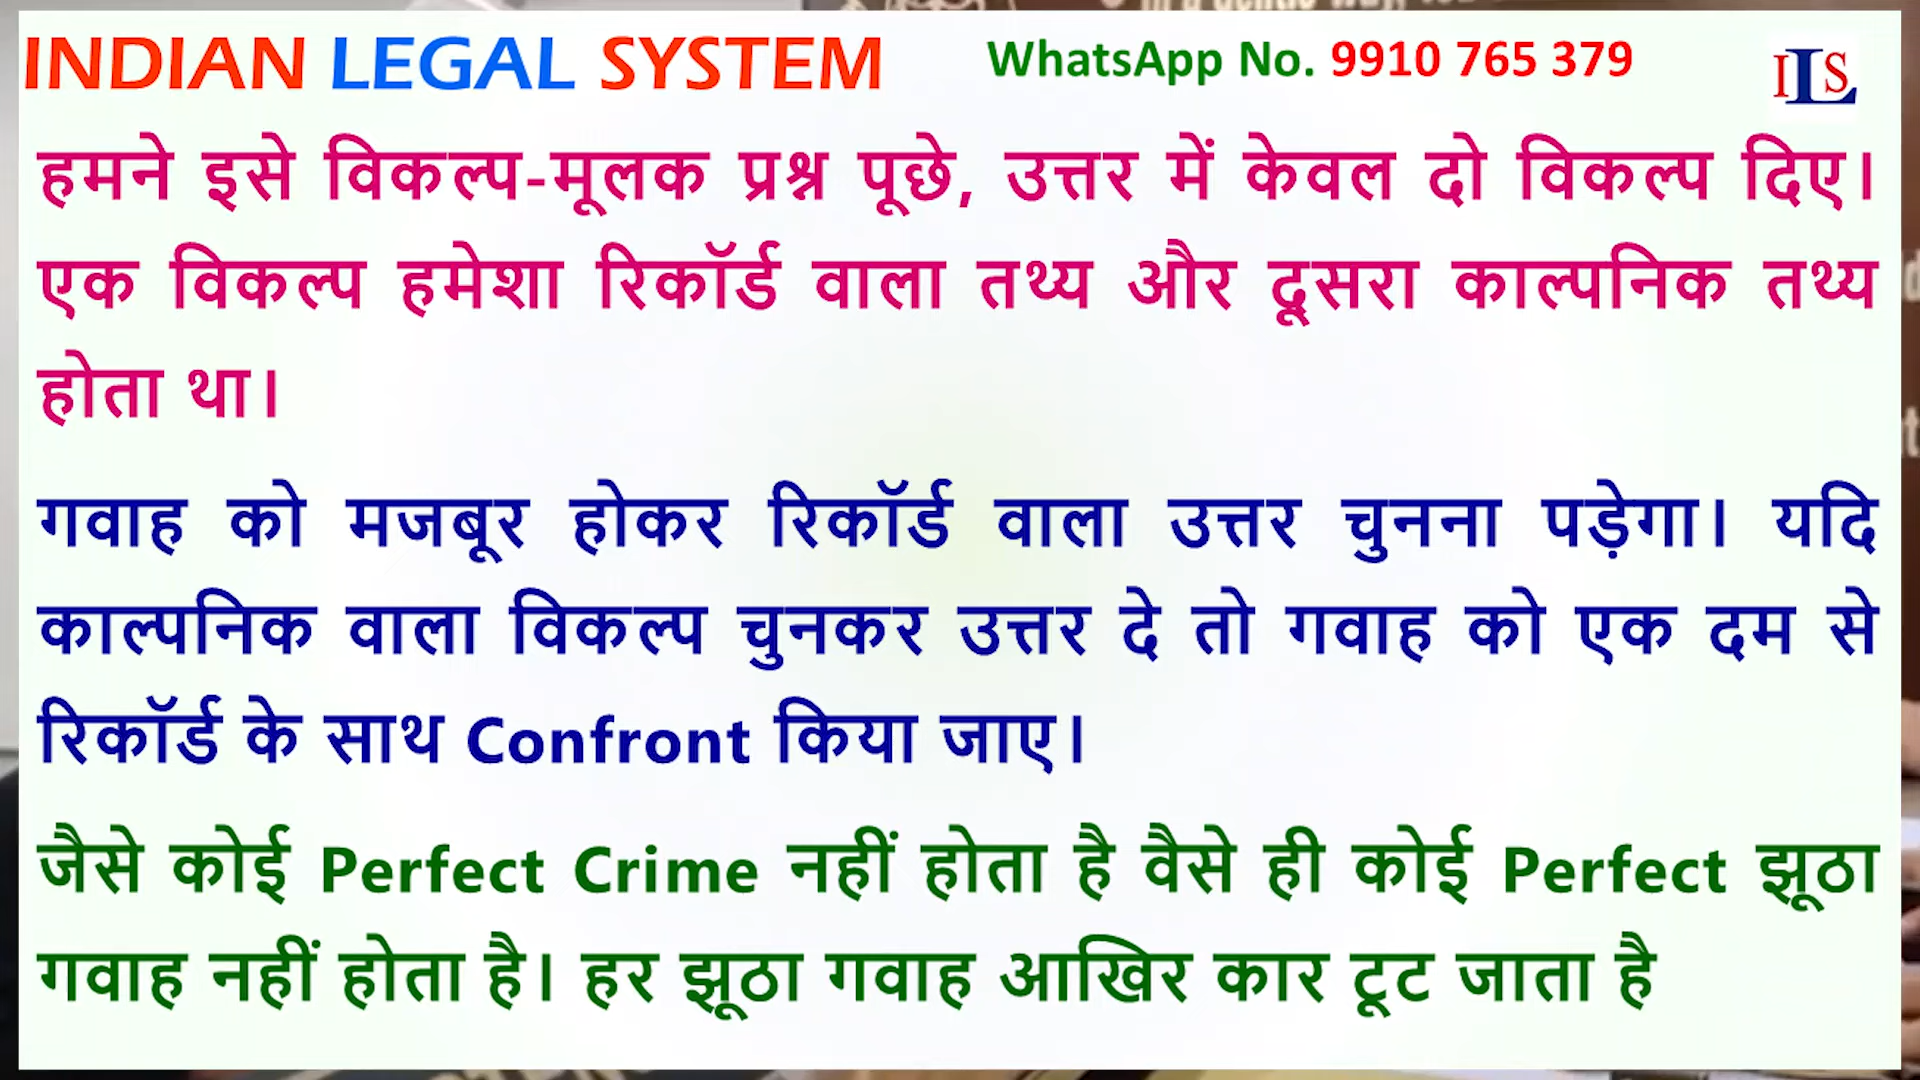 INDIAN LEGAL SYSTEM WhatsApp No. 9910 765 379 ILS
हमने इसे विकल्प-मूलक प्रश्न पूछे, उत्तर में केवल दो विकल्प दिए।
एक विकल्प हमेशा रिकॉर्ड वाला तथ्य और दूसरा काल्पनिक तथ्य
होता था।
गवाह को मजबूर होकर रिकॉर्ड वाला उत्तर चुनना पड़ेगा। यदि
काल्पनिक वाला विकल्प चुनकर उत्तर दे तो गवाह को एक दम से
रिकॉर्ड के साथ Confront किया जाए।
जैसे कोई Perfect Crime नहीं होता है वैसे ही कोई Perfect झूठा
गवाह नहीं होता है। हर झूठा गवाह आखिर कार टूट जाता है